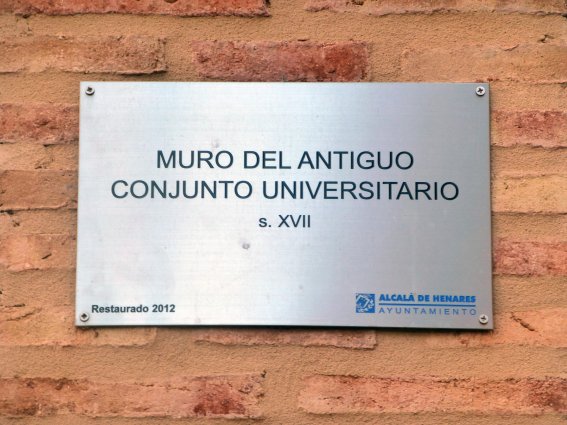 MURO DEL ANTIGUO
CONJUNTO UNIVERSITARIO
s. XVII
Restaurado 2012
ALCALÁ DE HENARES
AYUNTAMIENTO